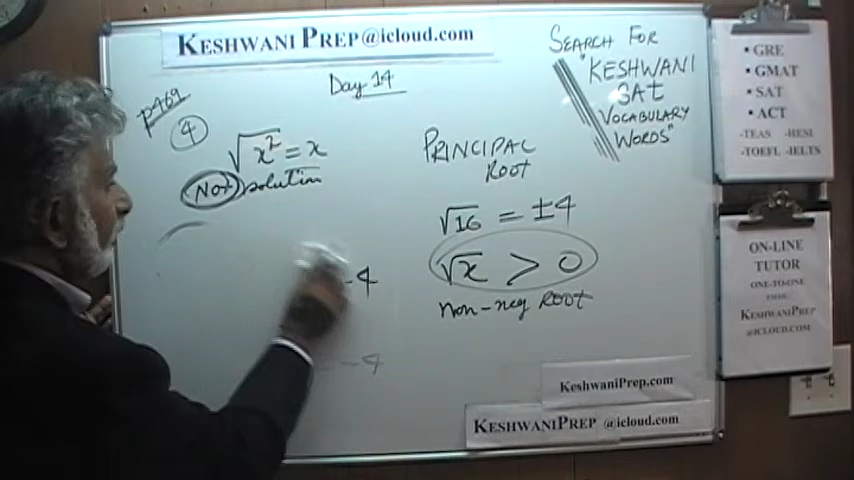 KESHWANI PREP@icloud.com
Day 14
p469
4
√x² = x
Not solution
- 4
- 4
PRINCIPAL
ROOT
√16 = ±4
√x > 0
non-neg ROOT
SEARCH FOR
"KESHWANI
SAT
VOCABULARY
WORDS"
KESHWANIPREP.COM
KESHWANIPREP @icloud.com
▪ GRE
▪ GMAT
▪ SAT
▪ ACT
-TEAS -HESI
-TOEFL -IELTS
ON-LINE
TUTOR
ONE-TO-ONE
KESHWANIPREP
@ICLOUD.COM